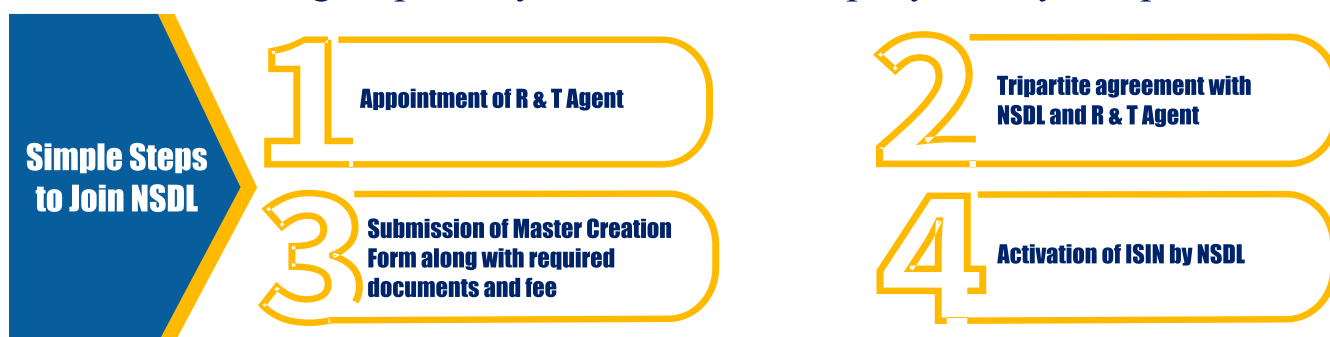 Simple Steps
to Join NSDL
1
Appointment of R & T Agent
2
Tripartite agreement with
NSDL and R & T Agent
3
Submission of Master Creation
Form along with required
documents and fee
4
Activation of ISIN by NSDL